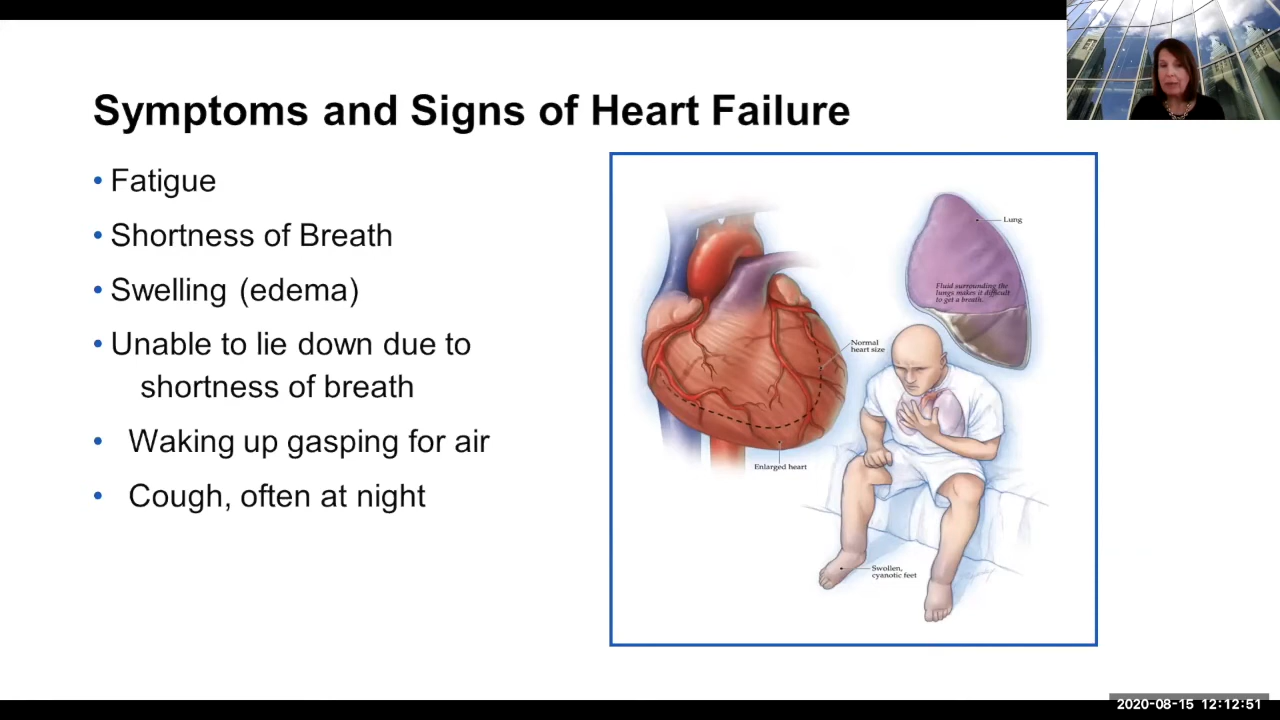 Symptoms and Signs of Heart Failure
• Fatigue
• Shortness of Breath
• Swelling (edema)
• Unable to lie down due to
shortness of breath
• Waking up gasping for air
• Cough, often at night
Lung
Fluid surrounding the
lungs makes it difficult
to get a breath.
Normal
heart size
Enlarged heart
Swollen,
cyanotic feet
2020-08-15 12:12:51